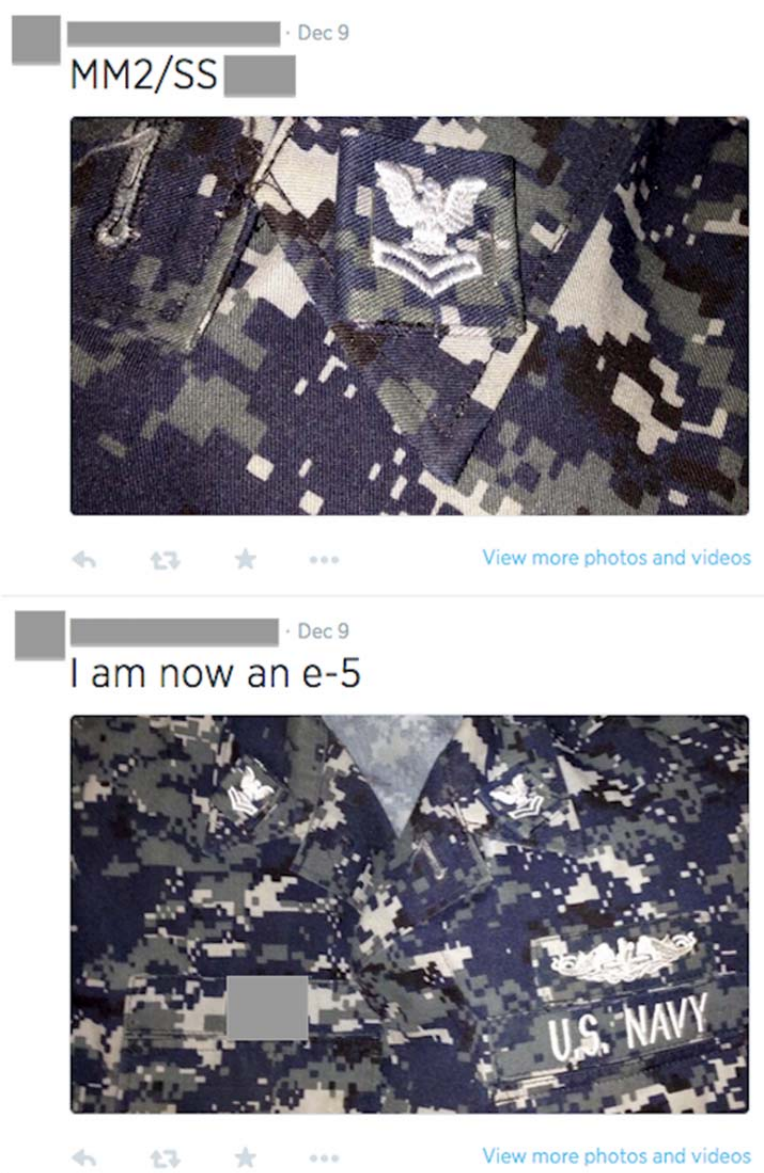 · Dec 9
MM2/SS
View more photos and videos
· Dec 9
I am now an e-5
U.S. NAVY
View more photos and videos